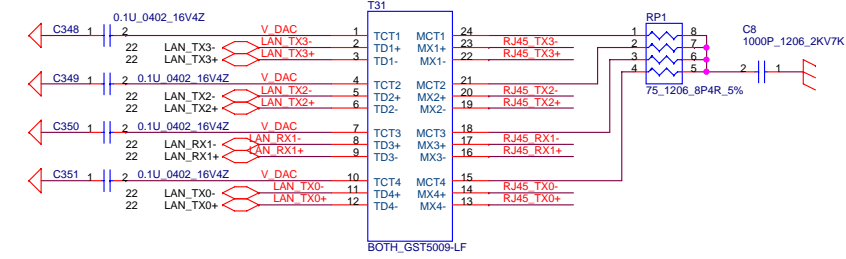 T31
0.1U_0402_16V4Z
C348 1 2 V_DAC 1 TCT1 MCT1 24
22 LAN_TX3- LAN_TX3- 2 TD1+ MX1+ 23 RJ45_TX3-
22 LAN_TX3+ LAN_TX3+ 3 TD1- MX1- 22 RJ45_TX3+
C349 1 2 0.1U_0402_16V4Z V_DAC 4 TCT2 MCT2 21
22 LAN_TX2- LAN_TX2- 5 TD2+ MX2+ 20 RJ45_TX2-
22 LAN_TX2+ LAN_TX2+ 6 TD2- MX2- 19 RJ45_TX2+
C350 1 2 0.1U_0402_16V4Z V_DAC 7 TCT3 MCT3 18
22 LAN_RX1- LAN_RX1- 8 TD3+ MX3+ 17 RJ45_RX1-
22 LAN_RX1+ LAN_RX1+ 9 TD3- MX3- 16 RJ45_RX1+
C351 1 2 0.1U_0402_16V4Z V_DAC 10 TCT4 MCT4 15
22 LAN_TX0- LAN_TX0- 11 TD4+ MX4+ 14 RJ45_TX0-
22 LAN_TX0+ LAN_TX0+ 12 TD4- MX4- 13 RJ45_TX0+
BOTH_GST5009-LF
RP1
1 8
2 7
3 6
4 5
75_1206_8P4R_5%
C8
1000P_1206_2KV7K
2 1